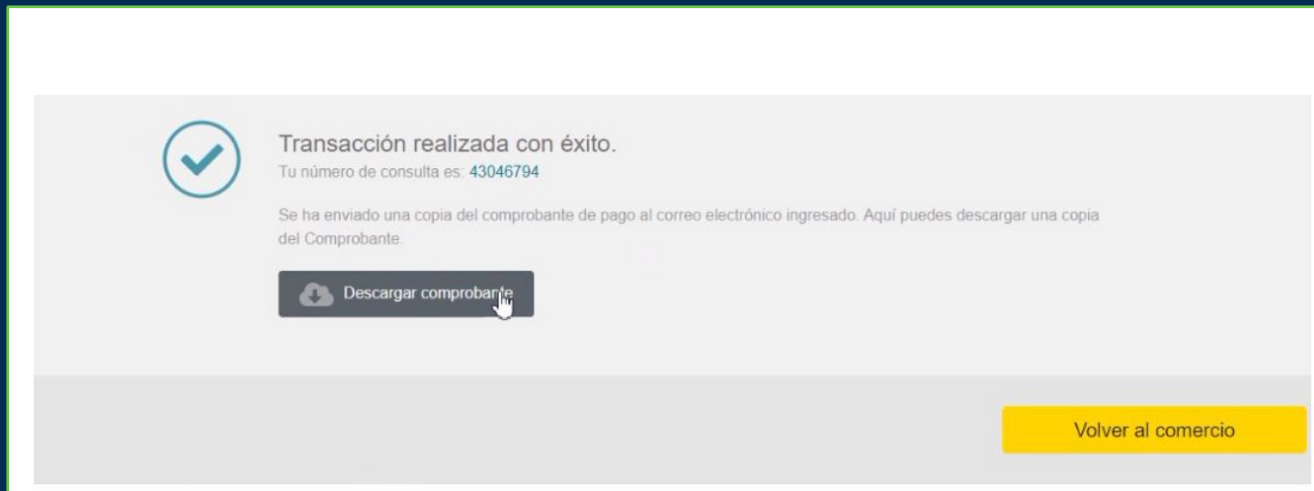 Transacción realizada con éxito.
Tu número de consulta es: 43046794
Se ha enviado una copia del comprobante de pago al correo electrónico ingresado. Aquí puedes descargar una copia
del Comprobante.
Descargar comprobante
Volver al comercio